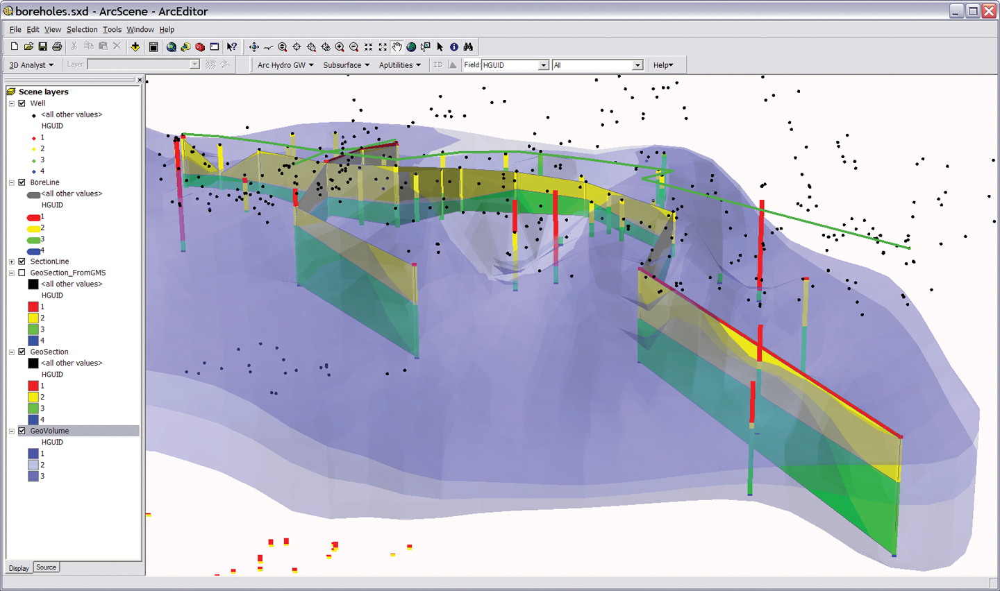 boreholes.sxd - ArcScene - ArcEditor
File Edit View Selection Tools Window Help
3D Analyst Layer: Arc Hydro GW Subsurface ApUtilities ID Field: HGUID All Help
Scene layers
Well
<all other values>
HGUID
1
2
3
4
BoreLine
<all other values>
HGUID
1
2
3
4
SectionLine
GeoSection_FromGMS
<all other values>
HGUID
1
2
3
4
GeoSection
<all other values>
HGUID
1
2
3
4
GeoVolume
HGUID
1
2
3
Display Source